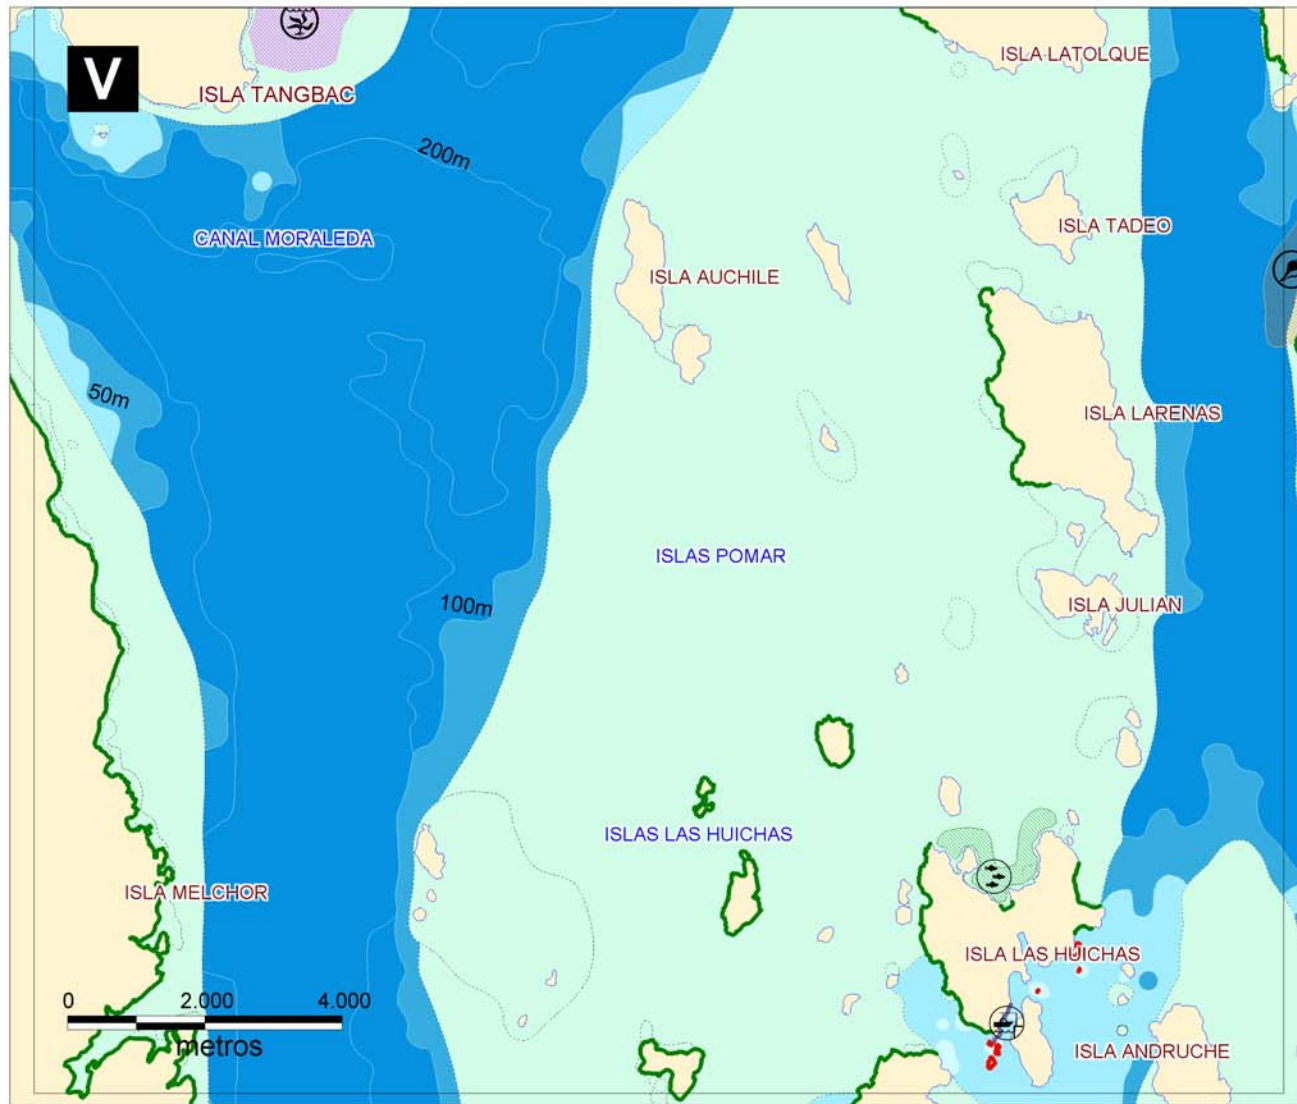 V
ISLA LATOLQUE
ISLA TANGBAC
200m
ISLA TADEO
CANAL MORALEDA
ISLA AUCHILE
50m
ISLA LARENAS
ISLAS POMAR
100m
ISLA JULIAN
ISLAS LAS HUICHAS
ISLA MELCHOR
ISLA LAS HUICHAS
0 2.000 4.000
metros
ISLA ANDRUCHE